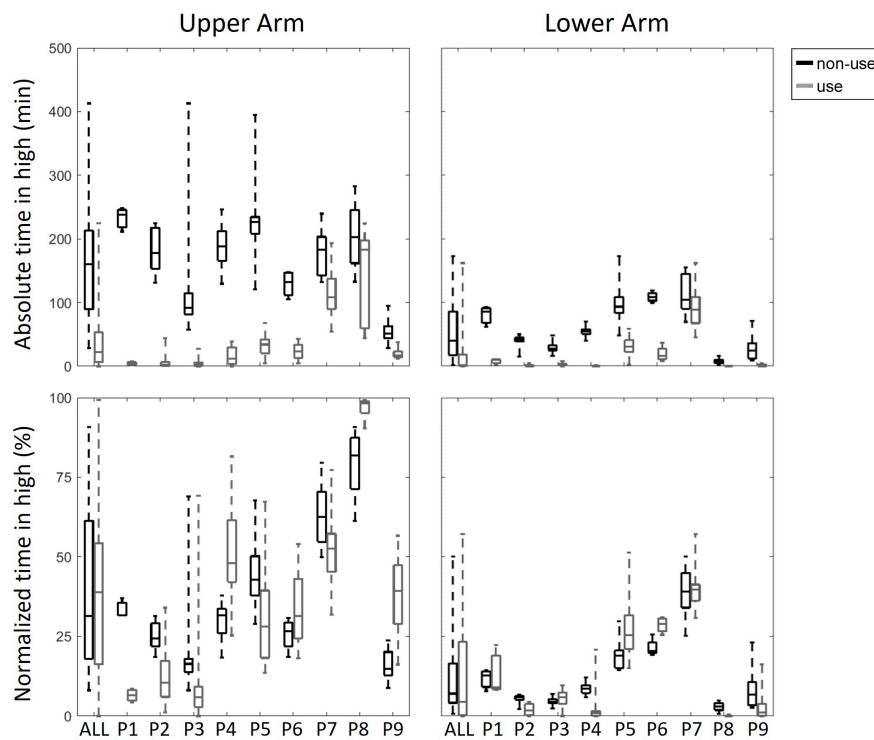 Upper Arm
Lower Arm
Absolute time in high (min)
500
400
300
200
100
0
non-use
use
Normalized time in high (%)
100
75
50
25
0
ALL P1 P2 P3 P4 P5 P6 P7 P8 P9
ALL P1 P2 P3 P4 P5 P6 P7 P8 P9